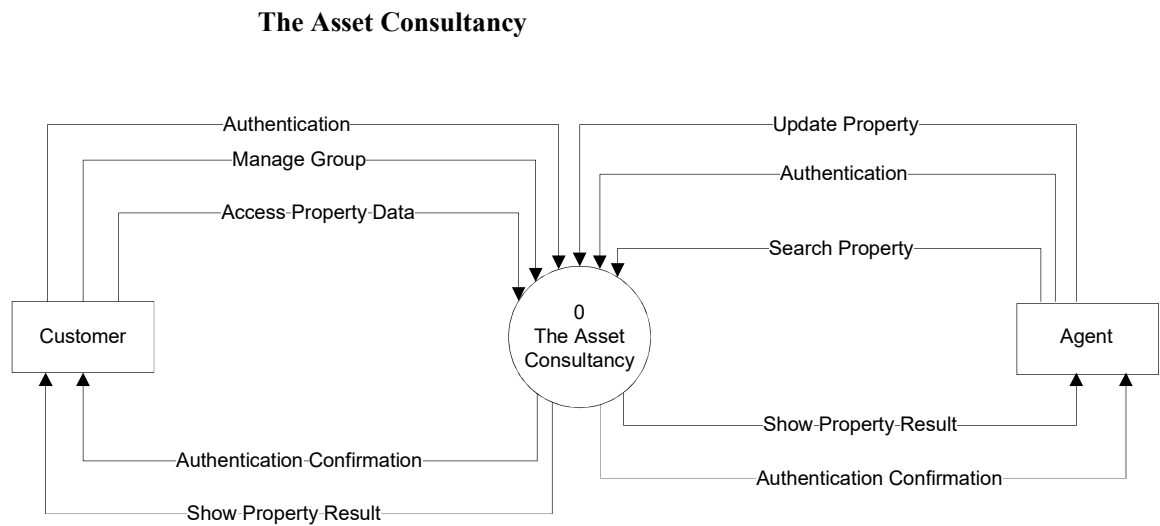 The Asset Consultancy
Authentication
Update Property
Manage Group
Authentication
Access Property Data
Search Property
0
The Asset
Consultancy
Customer
Agent
Show Property Result
Authentication Confirmation
Authentication Confirmation
Show Property Result